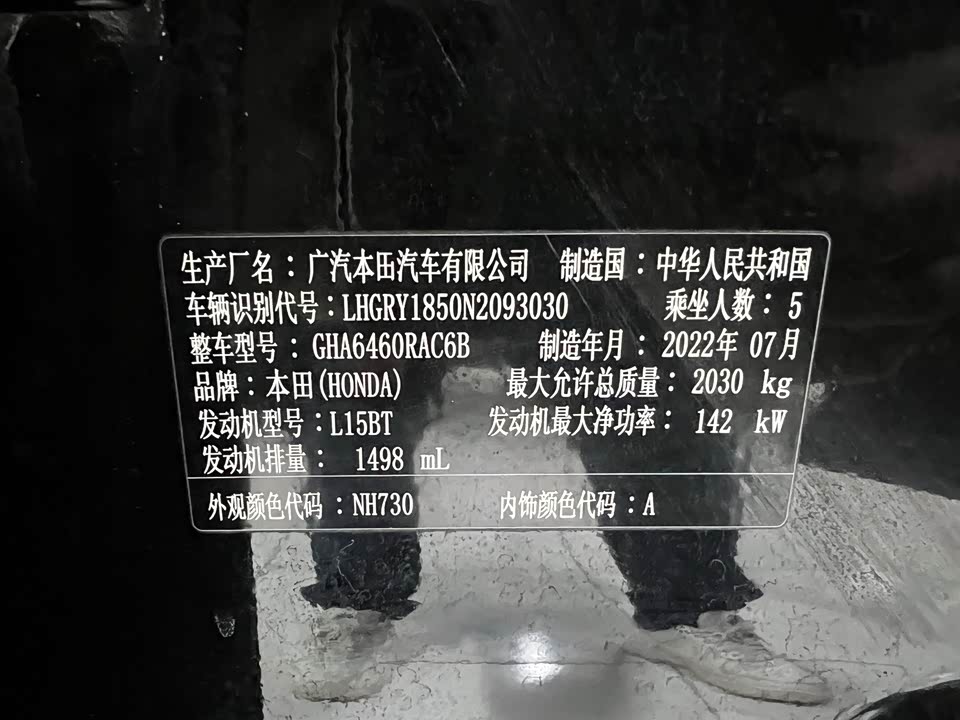 生产厂名：广汽本田汽车有限公司 制造国：中华人民共和国
车辆识别代号：LHGRY1850N2093030 乘坐人数：5
整车型号：GHA6460RAC6B 制造年月：2022年 07月
品牌：本田(HONDA) 最大允许总质量：2030 kg
发动机型号：L15BT 发动机最大净功率：142 kW
发动机排量：1498 mL
外观颜色代码：NH730 内饰颜色代码：A